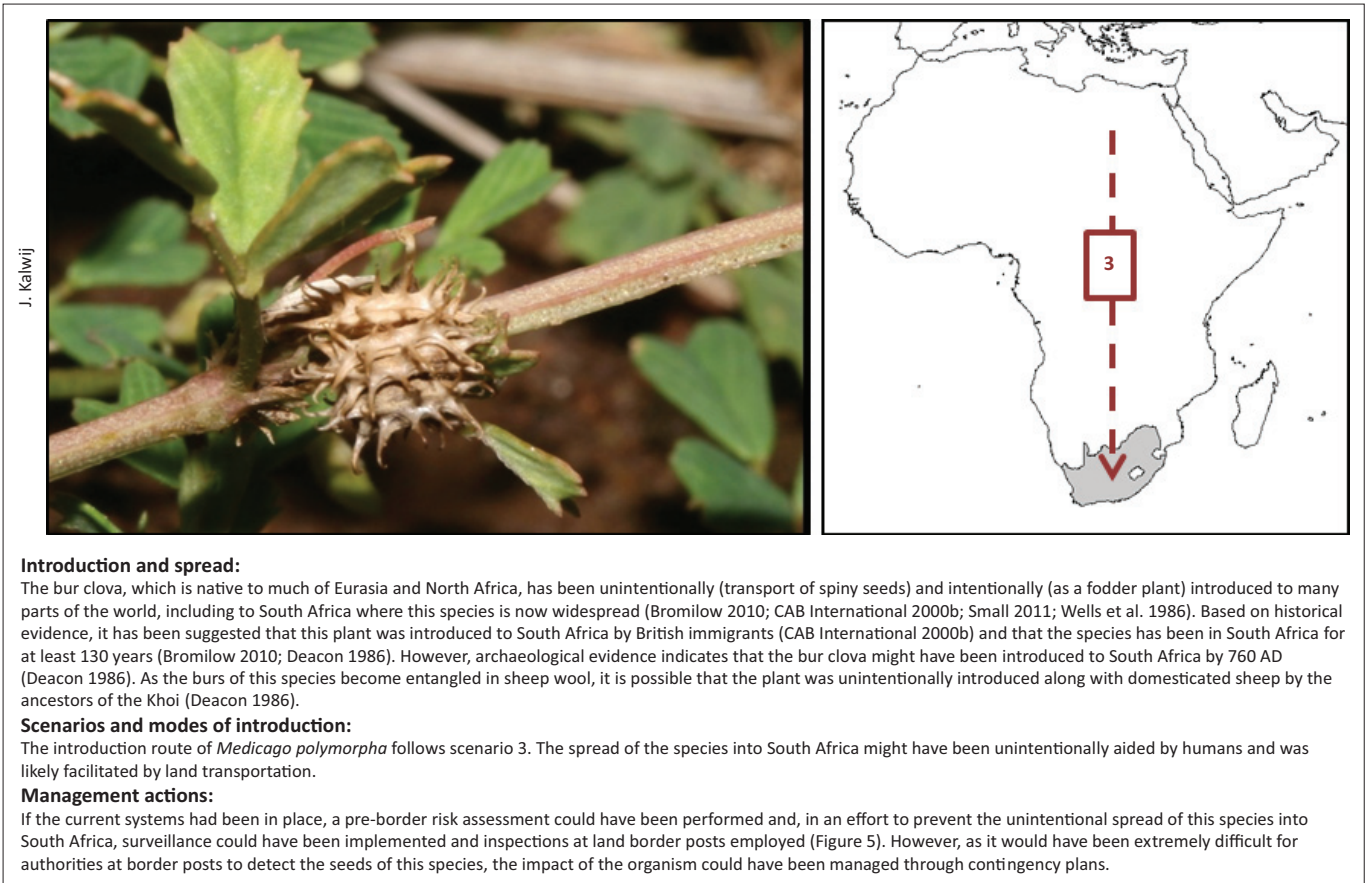 J. Kalwij
3
Introduction and spread:
The bur clova, which is native to much of Eurasia and North Africa, has been unintentionally (transport of spiny seeds) and intentionally (as a fodder plant) introduced to many
parts of the world, including to South Africa where this species is now widespread (Bromilow 2010; CAB International 2000b; Small 2011; Wells et al. 1986). Based on historical
evidence, it has been suggested that this plant was introduced to South Africa by British immigrants (CAB International 2000b) and that the species has been in South Africa for
at least 130 years (Bromilow 2010; Deacon 1986). However, archaeological evidence indicates that the bur clova might have been introduced to South Africa by 760 AD
(Deacon 1986). As the burs of this species become entangled in sheep wool, it is possible that the plant was unintentionally introduced along with domesticated sheep by the
ancestors of the Khoi (Deacon 1986).
Scenarios and modes of introduction:
The introduction route of Medicago polymorpha follows scenario 3. The spread of the species into South Africa might have been unintentionally aided by humans and was
likely facilitated by land transportation.
Management actions:
If the current systems had been in place, a pre-border risk assessment could have been performed and, in an effort to prevent the unintentional spread of this species into
South Africa, surveillance could have been implemented and inspections at land border posts employed (Figure 5). However, as it would have been extremely difficult for
authorities at border posts to detect the seeds of this species, the impact of the organism could have been managed through contingency plans.